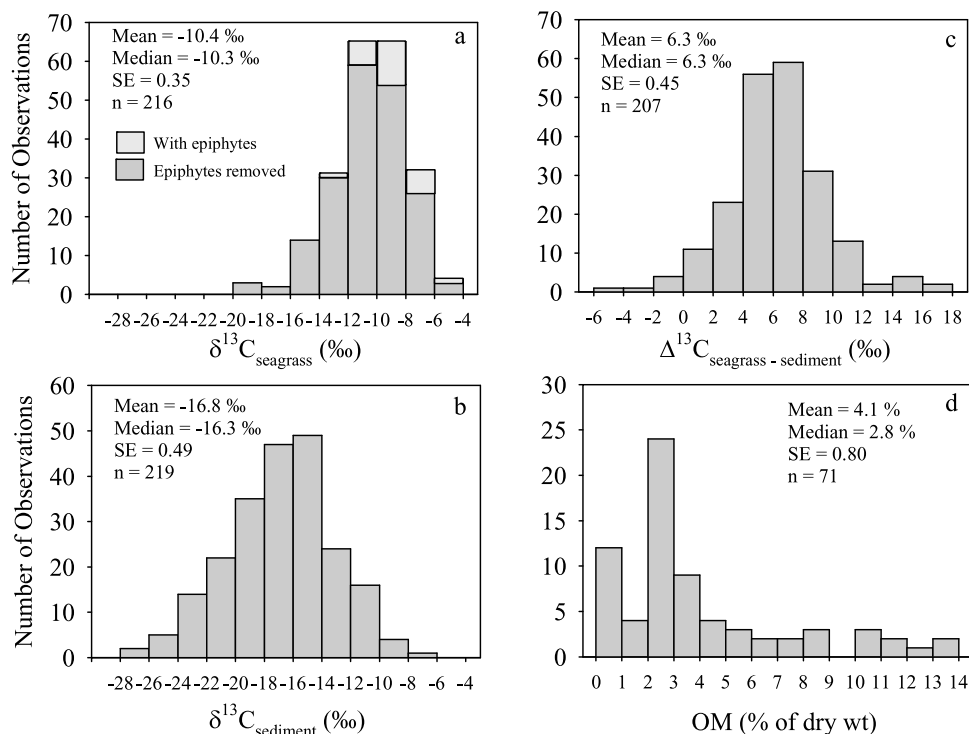 a
Mean = -10.4 ‰
Median = -10.3 ‰
SE = 0.35
n = 216
With epiphytes
Epiphytes removed
Number of Observations
70
60
50
40
30
20
10
0
-28 -26 -24 -22 -20 -18 -16 -14 -12 -10 -8 -6 -4
δ¹³C seagrass (‰)
c
Mean = 6.3 ‰
Median = 6.3 ‰
SE = 0.45
n = 207
70
60
50
40
30
20
10
0
-6 -4 -2 0 2 4 6 8 10 12 14 16 18
Δ¹³C seagrass - sediment (‰)
b
Mean = -16.8 ‰
Median = -16.3 ‰
SE = 0.49
n = 219
Number of Observations
60
50
40
30
20
10
0
-28 -26 -24 -22 -20 -18 -16 -14 -12 -10 -8 -6 -4
δ¹³C sediment (‰)
d
Mean = 4.1 %
Median = 2.8 %
SE = 0.80
n = 71
30
25
20
15
10
5
0
0 1 2 3 4 5 6 7 8 9 10 11 12 13 14
OM (% of dry wt)